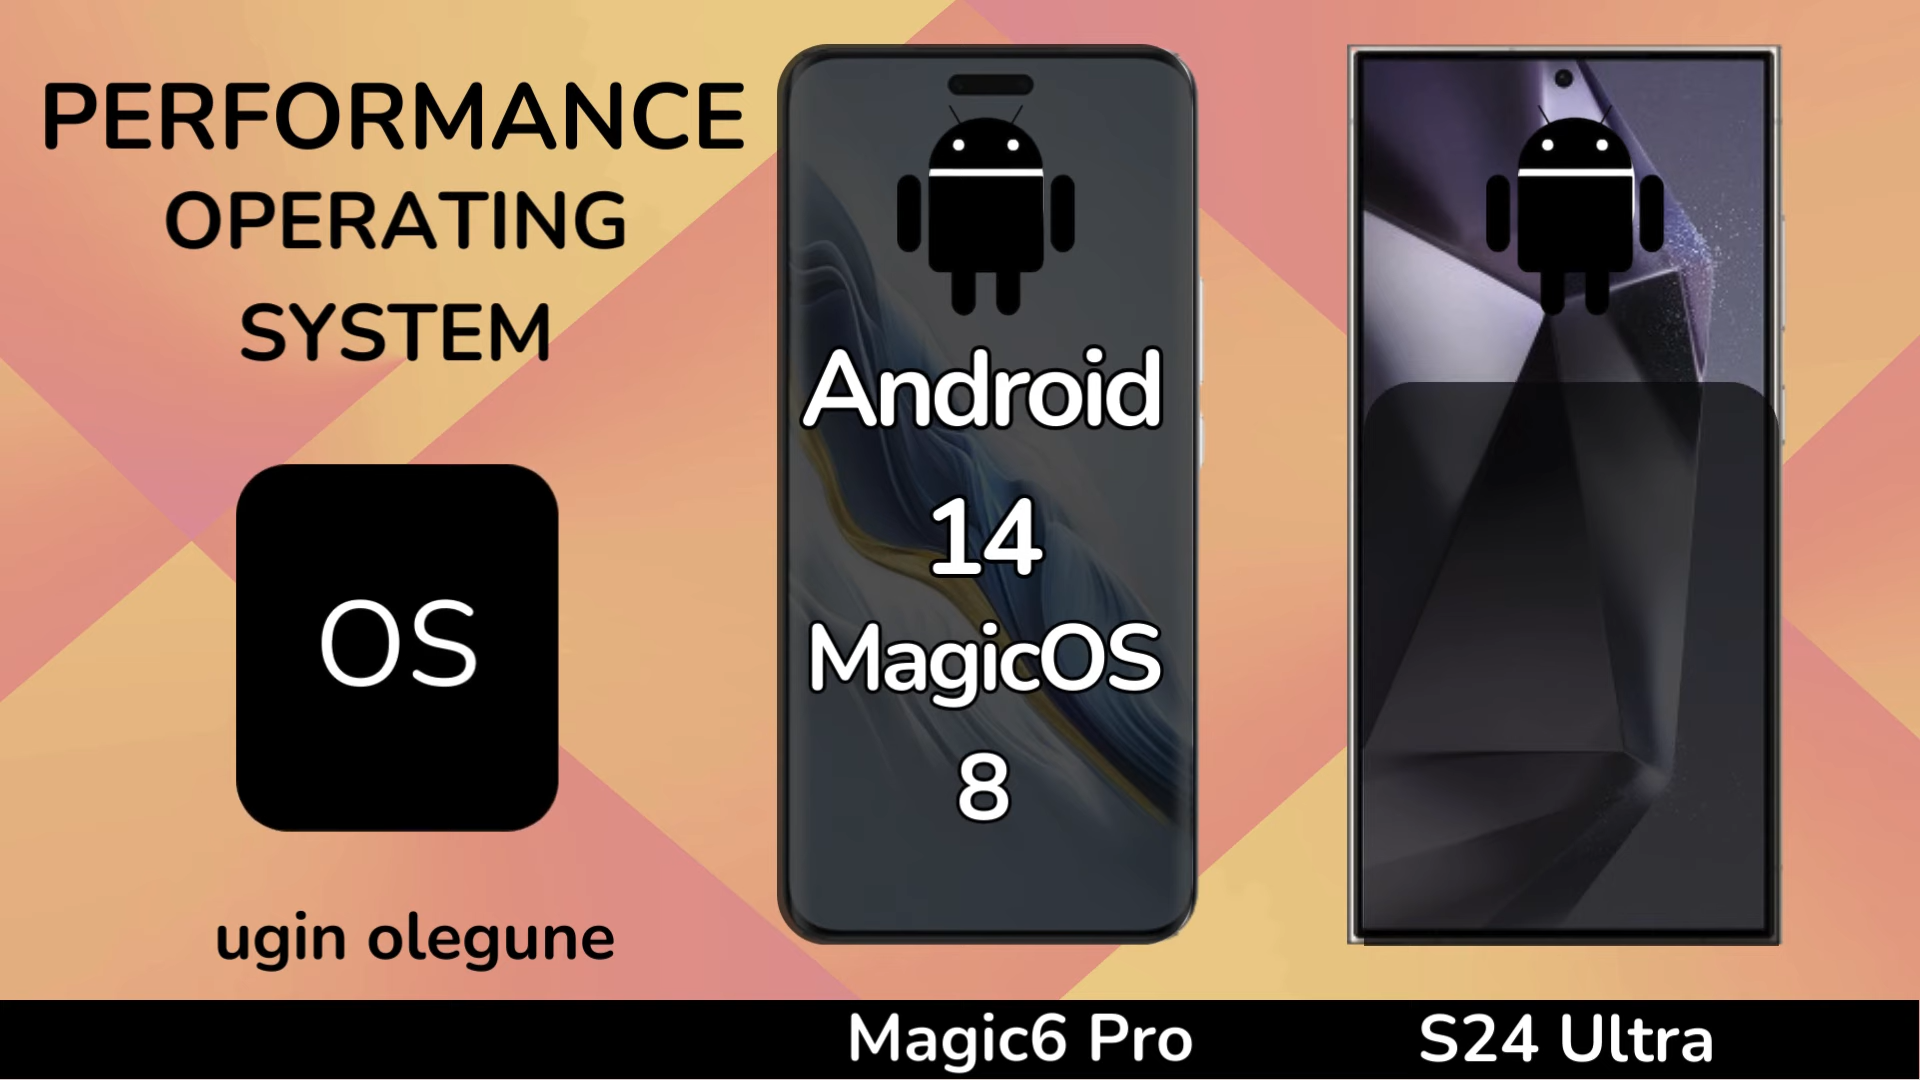 PERFORMANCE
OPERATING
SYSTEM
OS
ugin olegune
Android
14
MagicOS
8
Magic6 Pro
S24 Ultra